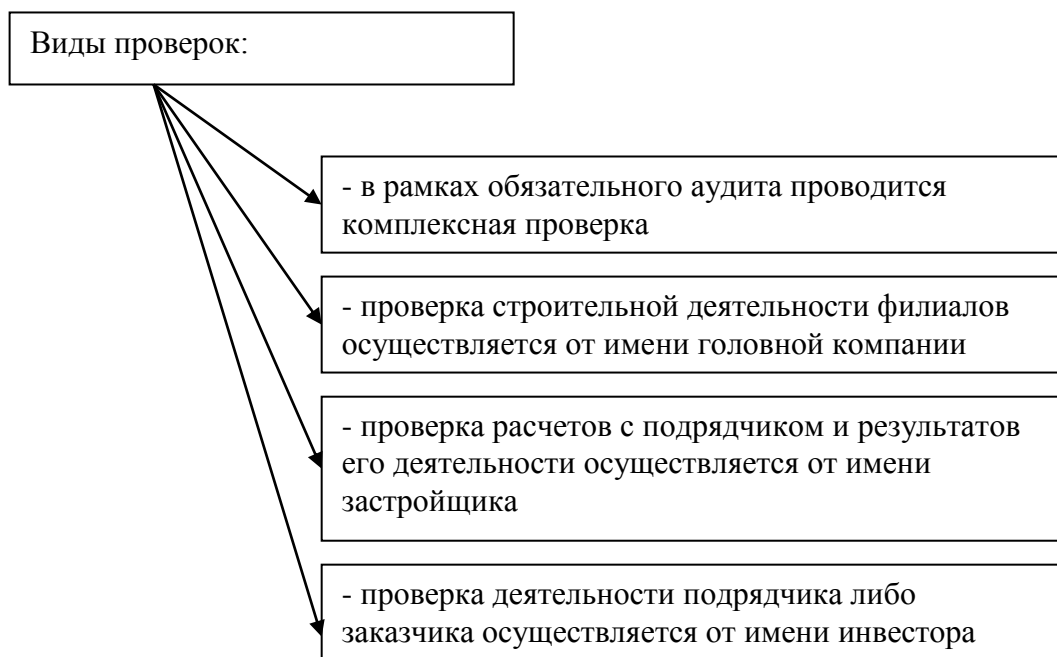 Виды проверок:
- в рамках обязательного аудита проводится
комплексная проверка
- проверка строительной деятельности филиалов
осуществляется от имени головной компании
- проверка расчетов с подрядчиком и результатов
его деятельности осуществляется от имени
застройщика
- проверка деятельности подрядчика либо
заказчика осуществляется от имени инвестора